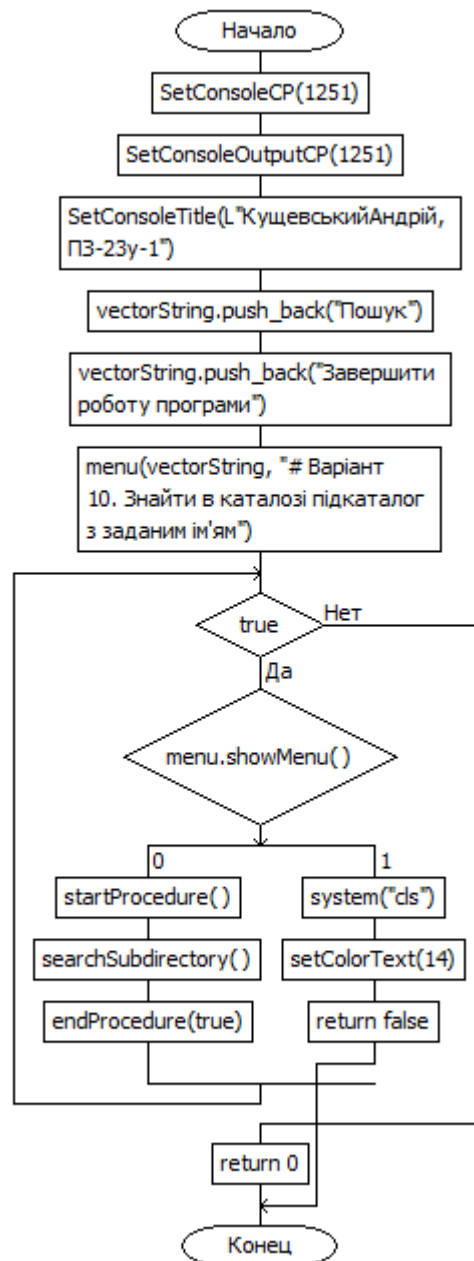 Начало
SetConsoleCP(1251)
SetConsoleOutputCP(1251)
SetConsoleTitle(L"КущевськийАндрій,
ПЗ-23у-1")
vectorString.push_back("Пошук")
vectorString.push_back("Завершити
роботу програми")
menu(vectorString, "# Варіант
10. Знайти в каталозі підкаталог
з заданим ім'ям")
true
Нет
Да
menu.showMenu()
0
1
startProcedure()
system("cls")
searchSubdirectory()
setColorText(14)
endProcedure(true)
return false
return 0
Конец